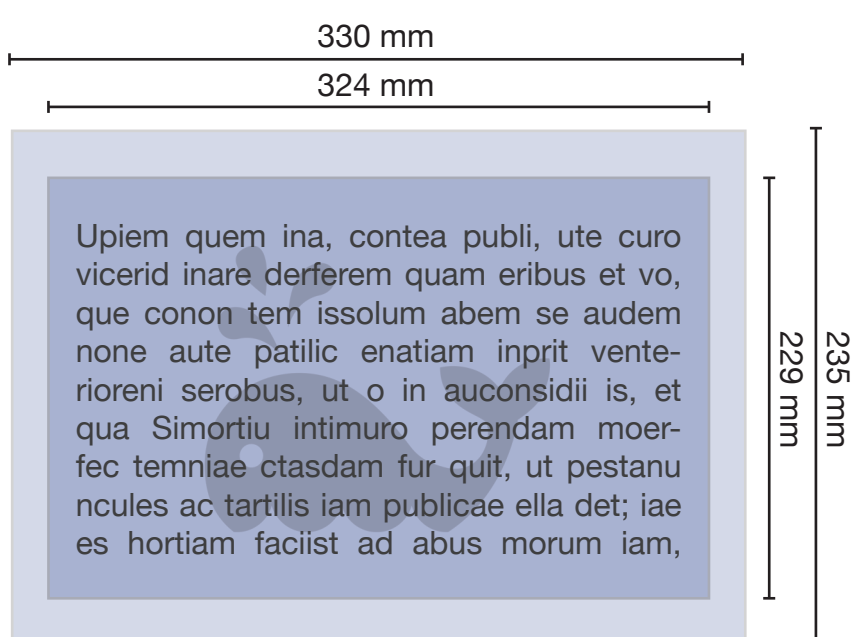 330 mm
324 mm
Upiem quem ina, contea publi, ute curo
vicerid inare derferem quam eribus et vo,
que conon tem issolum abem se audem
none aute patilic enatiam inprit vente-
rioreni serobus, ut o in auconsidii is, et
qua Simortiu intimuro perendam moer-
fec temniae ctasdam fur quit, ut pestanu
ncules ac tartilis iam publicae ella det; iae
es hortiam faciist ad abus morum iam,
229 mm
235 mm